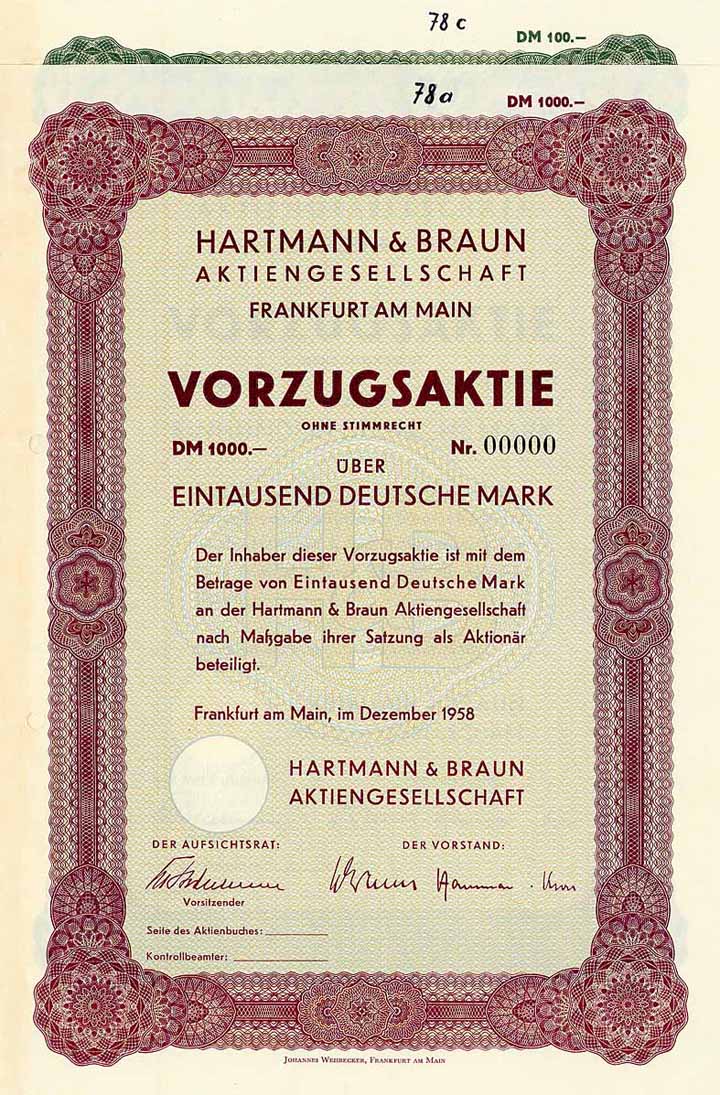 78 c
DM 100.—
78a
DM 1000.—
HARTMANN & BRAUN
AKTIENGESELLSCHAFT
FRANKFURT AM MAIN
VORZUGSAKTIE
OHNE STIMMRECHT
DM 1000.— Nr. 00000
ÜBER
EINTAUSEND DEUTSCHE MARK
Der Inhaber dieser Vorzugsaktie ist mit dem
Betrage von Eintausend Deutsche Mark
an der Hartmann & Braun Aktiengesellschaft
nach Maßgabe ihrer Satzung als Aktionär
beteiligt.
Frankfurt am Main, im Dezember 1958
HARTMANN & BRAUN
AKTIENGESELLSCHAFT
DER AUFSICHTSRAT: DER VORSTAND:
Vorsitzender
Seite des Aktienbuches:
Kontrollbeamter:
JOHANNES WEISBECKER, FRANKFURT AM MAIN